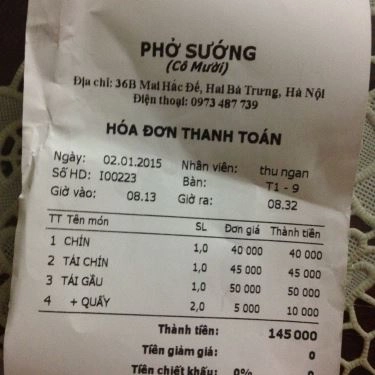 PHỞ SƯỚNG
(Cô Mười)
Địa chỉ: 36B Mai Hắc Đế, Hai Bà Trưng, Hà Nội
Điện thoại: 0973 487 739
HÓA ĐƠN THANH TOÁN
Ngày: 02.01.2015 Nhân viên: thu ngan
Số HD: I00223 Bàn: T1 - 9
Giờ vào: 08.13 Giờ ra: 08.32
TT Tên món SL Đơn giá Thành tiền
1 CHÍN 1,0 40 000 40 000
2 TÁI CHÍN 1,0 45 000 45 000
3 TÁI GẦU 1,0 50 000 50 000
4 + QUẨY 2,0 5 000 10 000
Thành tiền: 145 000
Tiền giảm giá: 0
Tiền chiết khấu: 0% 0